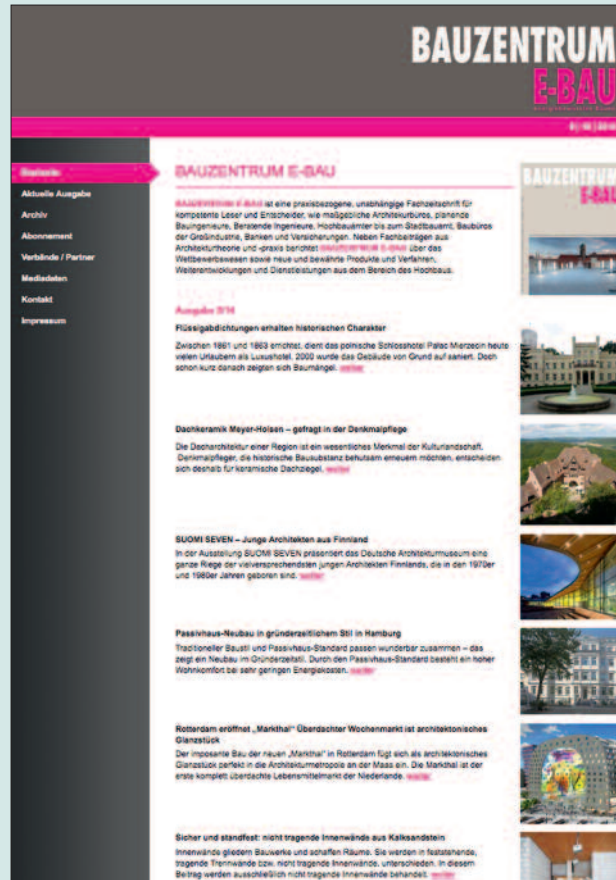 BAUZENTRUM
E-BAU
Startseite
Aktuelle Ausgabe
Archiv
Abonnement
Verbände / Partner
Mediadaten
Kontakt
Impressum
BAUZENTRUM E-BAU
BAUZENTRUM E-BAU ist eine praxisbezogene, unabhängige Fachzeitschrift für
kompetente Leser und Entscheider, wie maßgebliche Architekturbüros, planende
Bauingenieure, Beratende Ingenieure, Hochbauämter bis zum Stadtbauamt, Baubüros
der Großindustrie, Banken und Versicherungen. Neben Fachbeiträgen aus
Architekturtheorie und -praxis berichtet BAUZENTRUM E-BAU über das
Wettbewerbswesen sowie neue und bewährte Produkte und Verfahren,
Weiterentwicklungen und Dienstleistungen aus dem Bereich des Hochbaus.
Ausgabe 9/14
Flüssigabdichtungen erhalten historischen Charakter
Zwischen 1861 und 1863 errichtet, dient das polnische Schlosshotel Palac Mierzecin heute
vielen Urlaubern als Luxushotel. 2000 wurde das Gebäude von Grund auf saniert. Doch
schon kurz danach zeigten sich Baumängel. weiter
Dachkeramik Meyer-Holsen – gefragt in der Denkmalpflege
Die Dacharchitektur einer Region ist ein wesentliches Merkmal der Kulturlandschaft.
Denkmalpfleger, die historische Bausubstanz behutsam erneuern möchten, entscheiden
sich deshalb für keramische Dachziegel. weiter
SUOMI SEVEN – Junge Architekten aus Finnland
In der Ausstellung SUOMI SEVEN präsentiert das Deutsche Architekturmuseum eine
ganze Riege der vielversprechendsten jungen Architekten Finnlands, die in den 1970er
und 1980er Jahren geboren sind. weiter
Passivhaus-Neubau in gründerzeitlichem Stil in Hamburg
Traditioneller Baustil und Passivhaus-Standard passen wunderbar zusammen – das
zeigt ein Neubau im Gründerzeitstil. Durch den Passivhaus-Standard besteht ein hoher
Wohnkomfort bei sehr geringen Energiekosten. weiter
Rotterdam eröffnet „Markthal“ Überdachter Wochenmarkt ist architektonisches
Glanzstück
Der imposante Bau der neuen „Markthal“ in Rotterdam fügt sich als architektonisches
Glanzstück perfekt in die Architekturmetropole an der Maas ein. Die Markthal ist der
erste komplett überdachte Lebensmittelmarkt der Niederlande. weiter
Sicher und standfest: nicht tragende Innenwände aus Kalksandstein
Innenwände gliedern Bauwerke und schaffen Räume. Sie werden in feststehende,
tragende Trennwände bzw. nicht tragende Innenwände, unterschieden. In diesem
Beitrag werden ausschließlich nicht tragende Innenwände behandelt. weiter
BAUZENTRUM
E-BAU